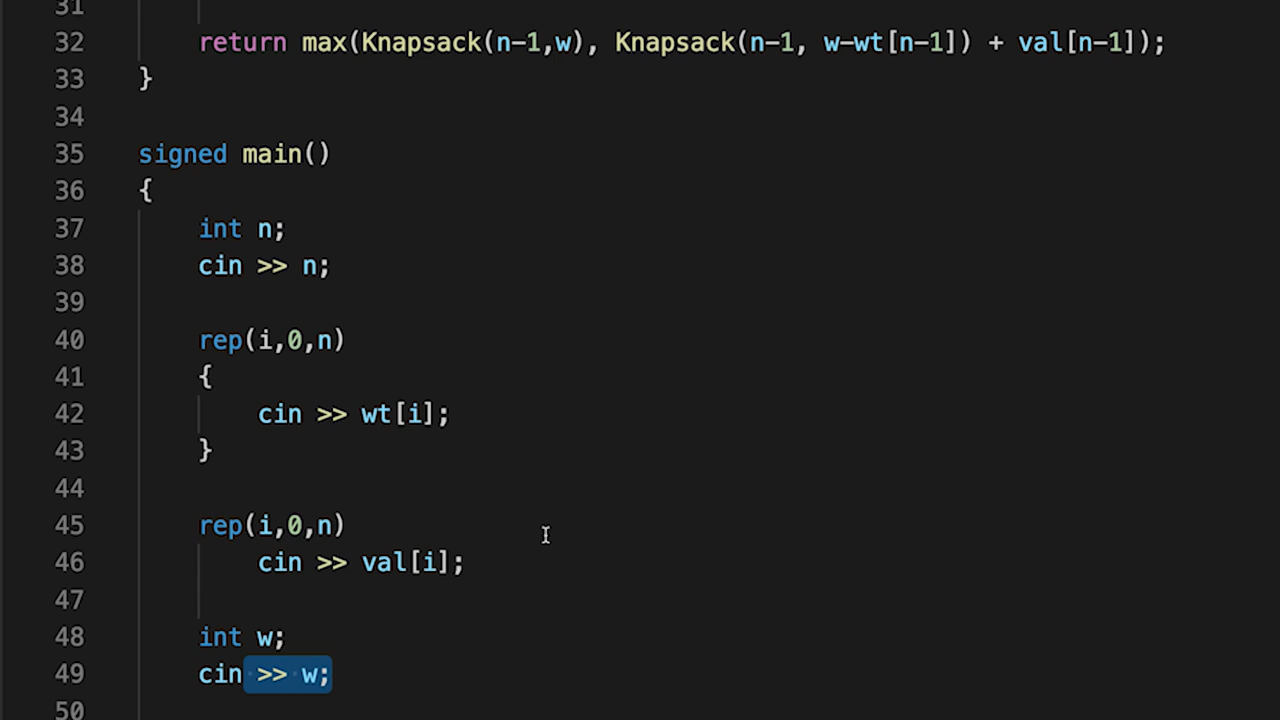 31
32 return max(Knapsack(n-1,w), Knapsack(n-1, w-wt[n-1]) + val[n-1]);
33 }
34
35 signed main()
36 {
37 int n;
38 cin >> n;
39
40 rep(i,0,n)
41 {
42 cin >> wt[i];
43 }
44
45 rep(i,0,n)
46 cin >> val[i];
47
48 int w;
49 cin >> w;
50